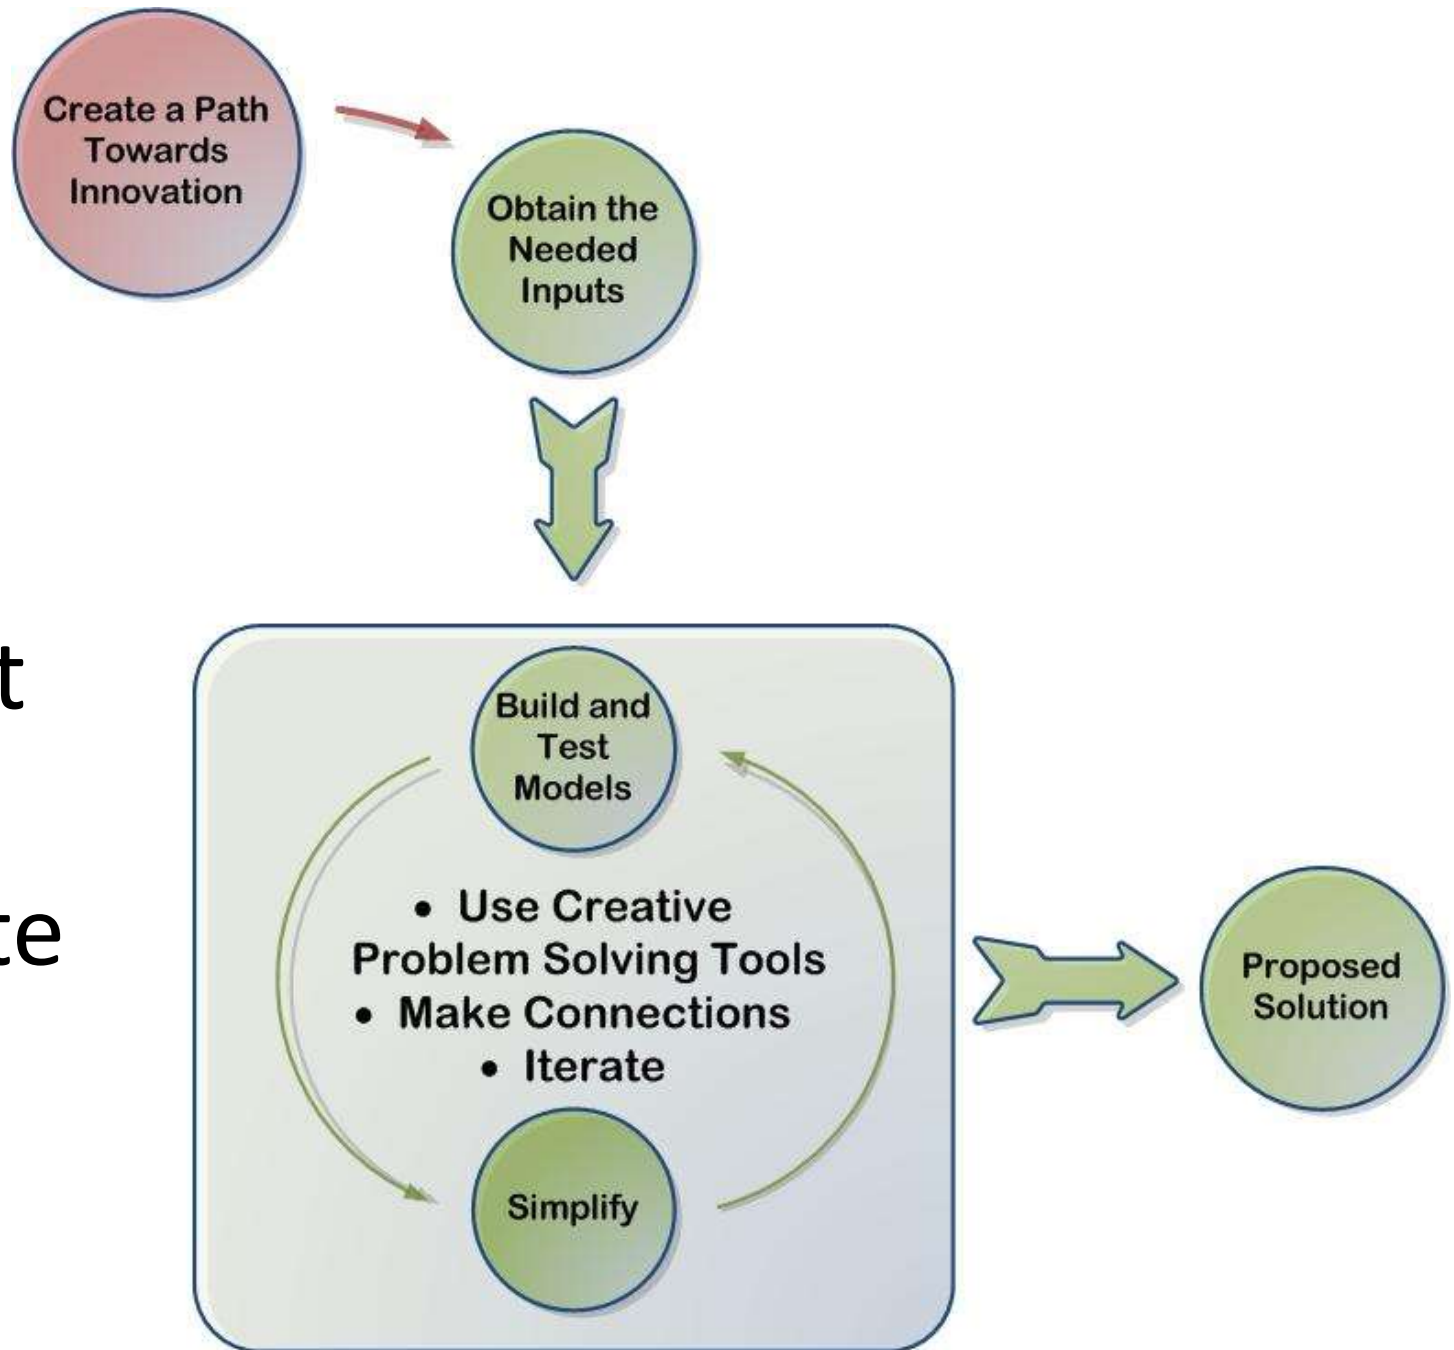 Create a Path
Towards
Innovation
Obtain the
Needed
Inputs
t
te
Build and
Test
Models
• Use Creative
Problem Solving Tools
• Make Connections
• Iterate
Simplify
Proposed
Solution